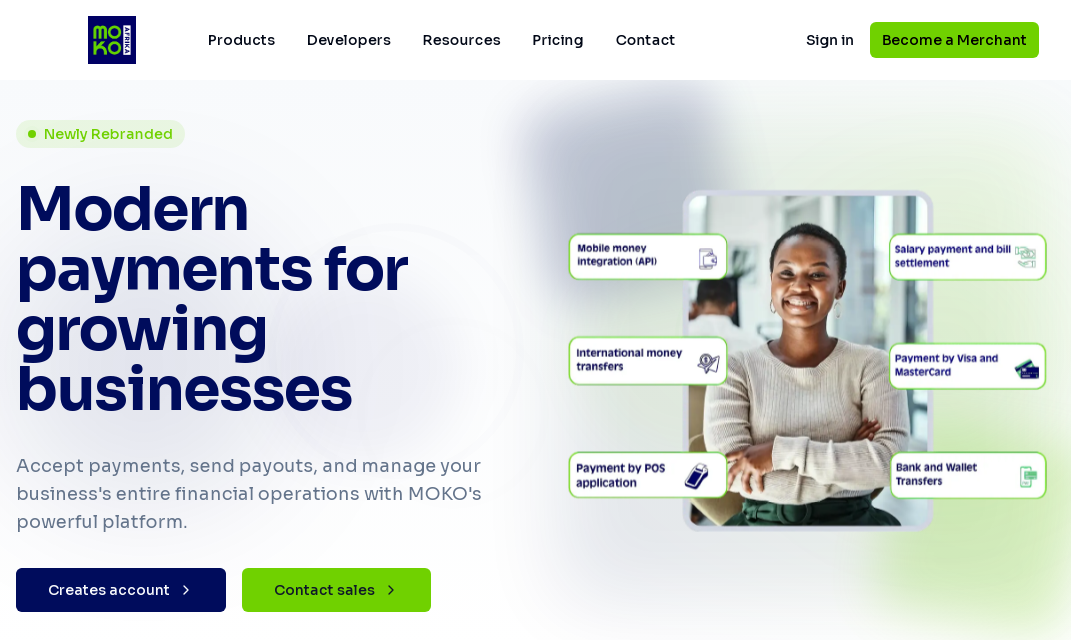 MOKO AFRIKA
Products
Developers
Resources
Pricing
Contact
Sign in
Become a Merchant
Newly Rebranded
Modern
payments for
growing
businesses
Accept payments, send payouts, and manage your
business's entire financial operations with MOKO's
powerful platform.
Creates account
Contact sales
Mobile money
integration (API)
Salary payment and bill
settlement
International money
transfers
Payment by Visa and
MasterCard
Payment by POS
application
Bank and Wallet
Transfers